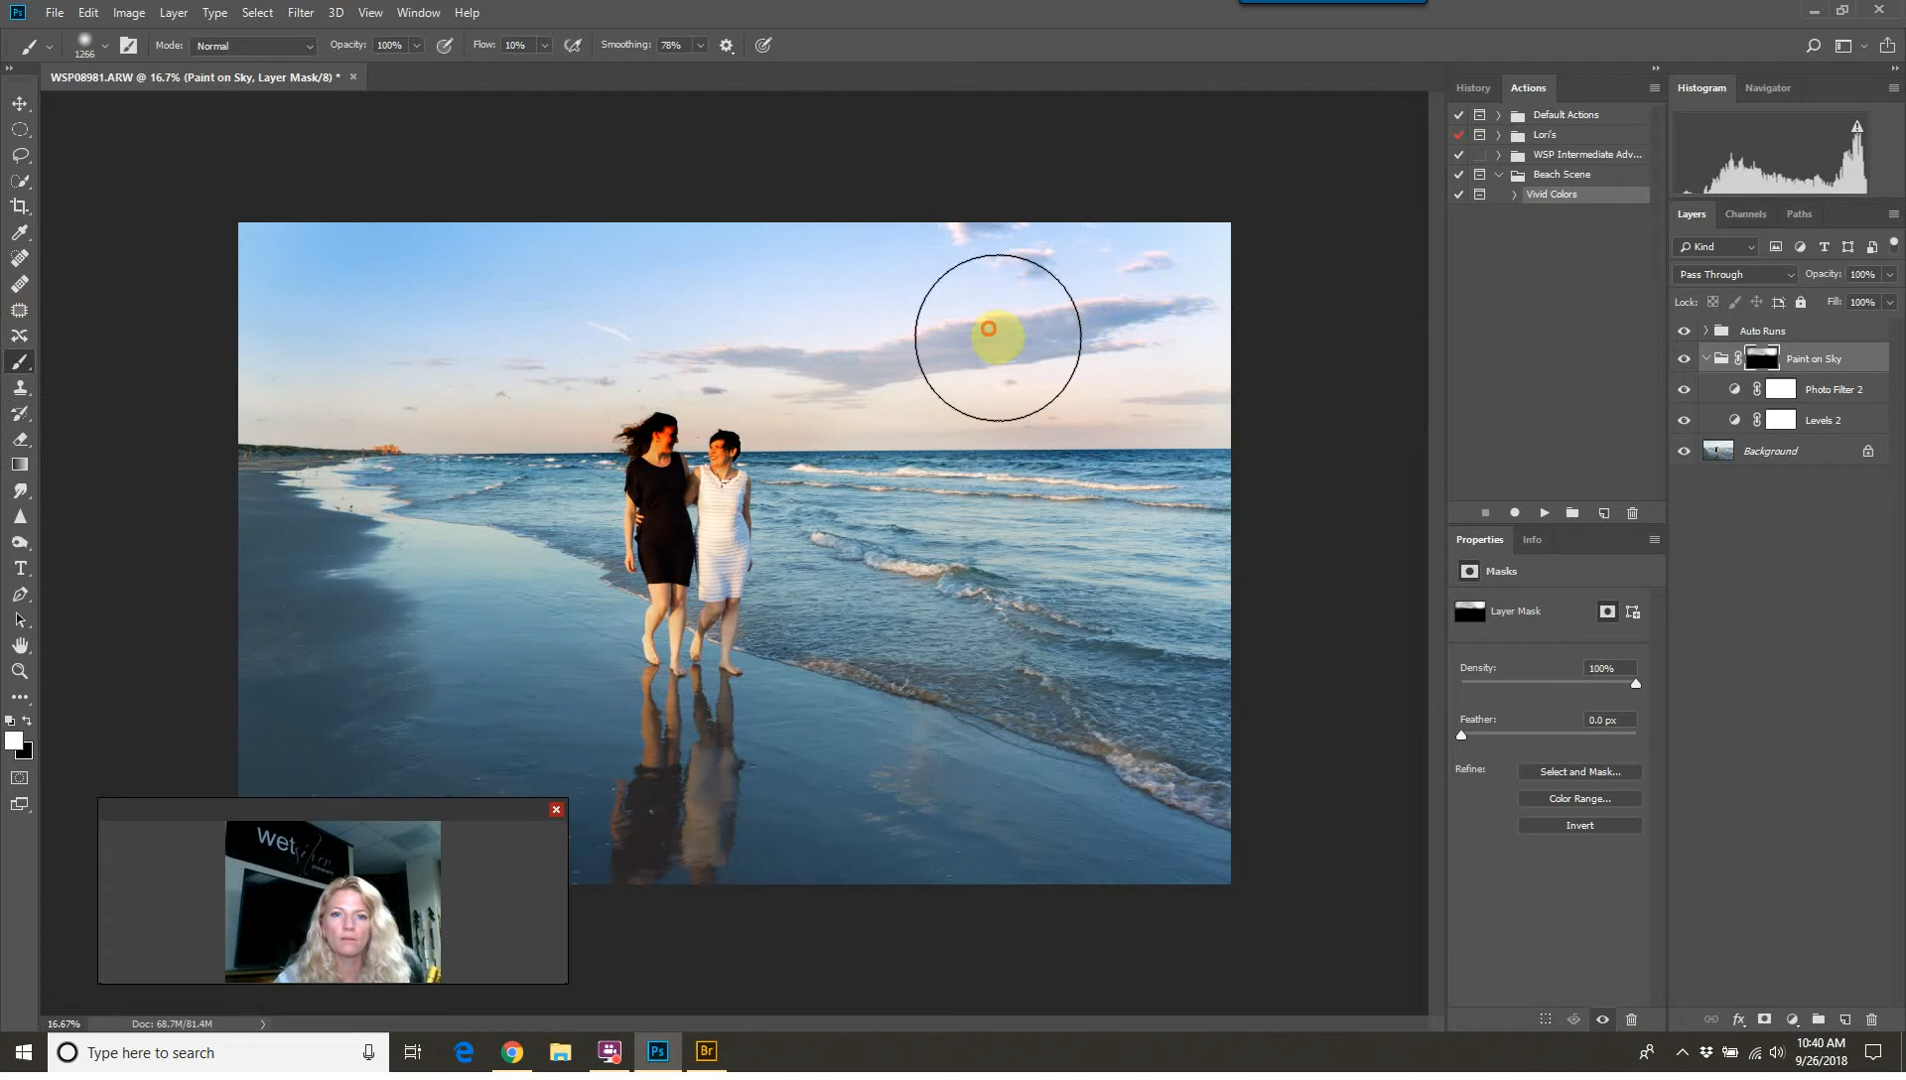 Ps File Edit Image Layer Type Select Filter 3D View Window Help
1266 Mode: Normal Opacity: 100% Flow: 10% Smoothing: 78%
WSP08981.ARW @ 16.7% (Paint on Sky, Layer Mask/8) * ×
History Actions
Default Actions
Lori's
WSP Intermediate Adv...
Beach Scene
Vivid Colors
Histogram Navigator
Layers Channels Paths
Kind
Pass Through Opacity: 100%
Lock: Fill: 100%
Auto Runs
Paint on Sky
Photo Filter 2
Levels 2
Background
Properties Info
Masks
Layer Mask
Density: 100%
Feather: 0.0 px
Refine: Select and Mask...
Color Range...
Invert
wetsilver
16.67% Doc: 68.7M/81.4M
Type here to search
Ps
Br
10:40 AM
9/26/2018